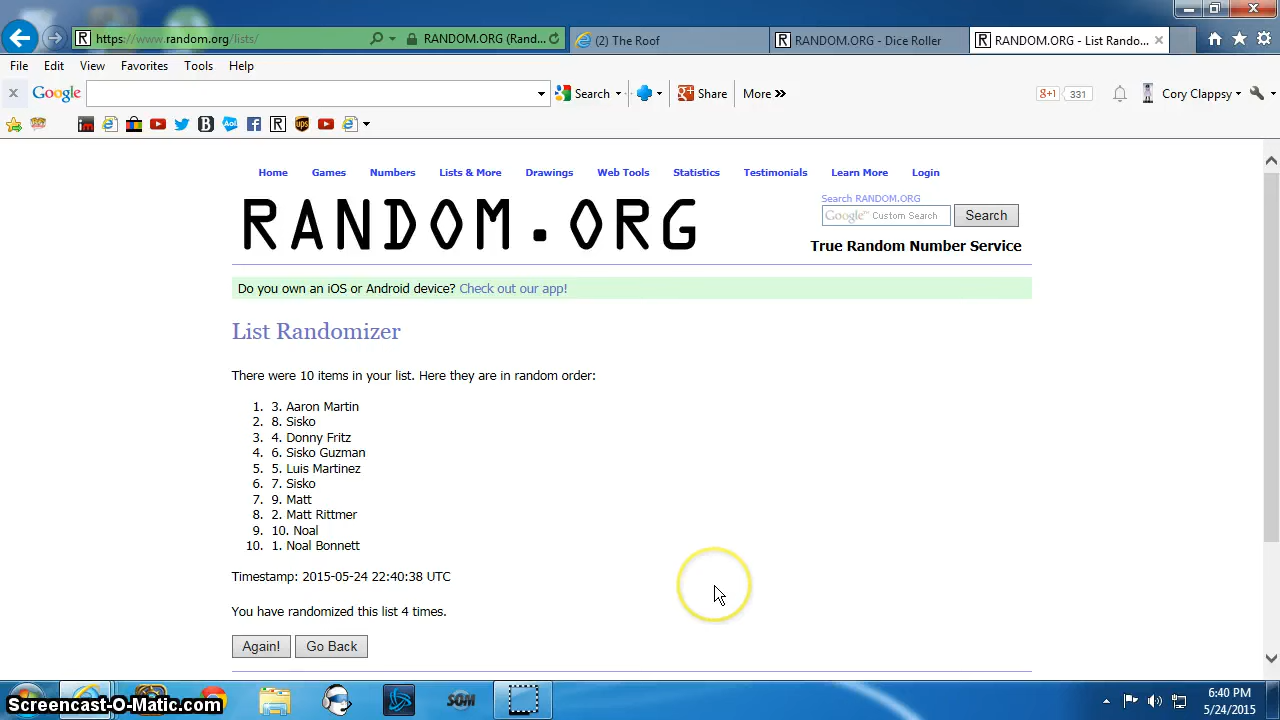 https://www.random.org/lists/
RANDOM.ORG (Rand...
(2) The Roof
RANDOM.ORG - Dice Roller
RANDOM.ORG - List Rando...
File Edit View Favorites Tools Help
Google
Search
Share
More »
g+1 331
Cory Clappsy
Home Games Numbers Lists & More Drawings Web Tools Statistics Testimonials Learn More Login
RANDOM.ORG
Search RANDOM.ORG
Google™ Custom Search
Search
True Random Number Service
Do you own an iOS or Android device? Check out our app!
List Randomizer
There were 10 items in your list. Here they are in random order:
1. 3. Aaron Martin
2. 8. Sisko
3. 4. Donny Fritz
4. 6. Sisko Guzman
5. 5. Luis Martinez
6. 7. Sisko
7. 9. Matt
8. 2. Matt Rittmer
9. 10. Noal
10. 1. Noal Bonnett
Timestamp: 2015-05-24 22:40:38 UTC
You have randomized this list 4 times.
Again!
Go Back
6:40 PM
5/24/2015
Screencast-O-Matic.com
SOM